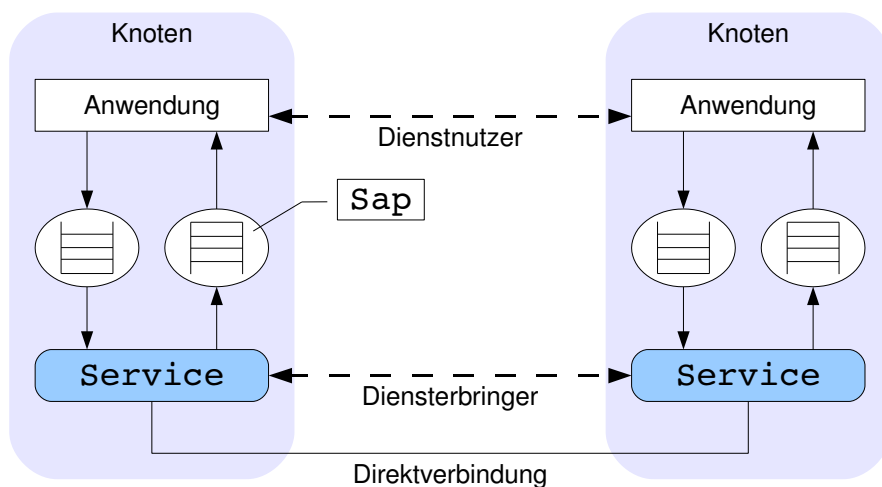 Knoten
Knoten
Anwendung
Anwendung
Dienstnutzer
Sap
Service
Service
Diensterbringer
Direktverbindung